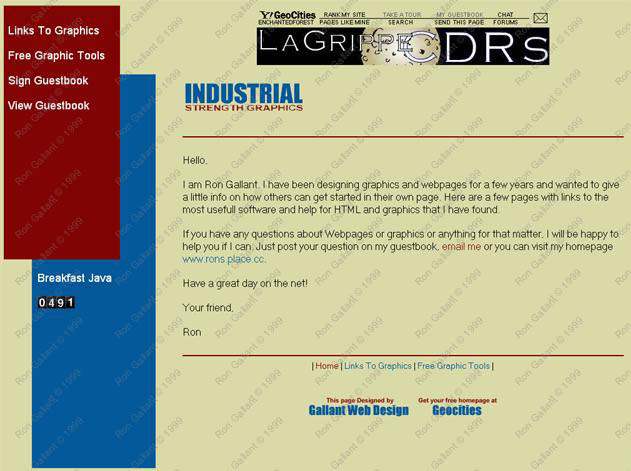 Links To Graphics
Free Graphic Tools
Sign Guestbook
View Guestbook
Breakfast Java
0491
Y! GeoCities RANK MY SITE TAKE A TOUR MY GUESTBOOK CHAT
ENCHANTEDFOREST PAGES LIKE MINE SEARCH SEND THIS PAGE FORUMS
LAGRIPPE CDRs
INDUSTRIAL
STRENGTH GRAPHICS
Hello,
I am Ron Gallant. I have been designing graphics and webpages for a few years and wanted to give
a little info on how others can get started in their own page. Here are a few pages with links to the
most usefull software and help for HTML and graphics that I have found.
If you have any questions about Webpages or graphics or anything for that matter, I will be happy to
help you if I can. Just post your question on my guestbook, email me or you can visit my homepage
www.rons.place.cc.
Have a great day on the net!
Your friend,
Ron
| Home | Links To Graphics | Free Graphic Tools |
This page Designed by
Gallant Web Design
Get your free homepage at
Geocities
Ron Gallant © 1999